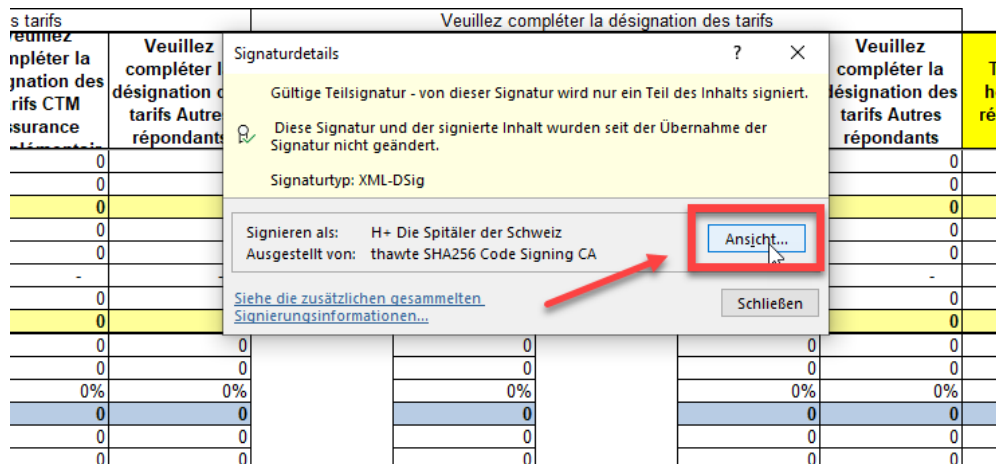 s tarifs
Veuillez compléter la désignation des tarifs
mpléter la
gnation des
rifs CTM
ssurance
Veuillez
compléter l
désignation d
tarifs Autre
répondants
Signaturdetails
?
Gültige Teilsignatur - von dieser Signatur wird nur ein Teil des Inhalts signiert.
Diese Signatur und der signierte Inhalt wurden seit der Übernahme der
Signatur nicht geändert.
Signaturtyp: XML-DSig
Signieren als: H+ Die Spitäler der Schweiz
Ausgestellt von: thawte SHA256 Code Signing CA
Ansicht...
Siehe die zusätzlichen gesammelten
Signierungsinformationen...
Schließen
Veuillez
compléter la
désignation des
tarifs Autres
répondants
T
h
ré
0 0
0 0
0 0
0 0
0 0
- - -
0 0
0 0
0 0 0 0 0
0 0 0 0 0
0% 0% 0% 0% 0%
0 0 0 0 0
0 0 0 0 0
0 0 0 0 0